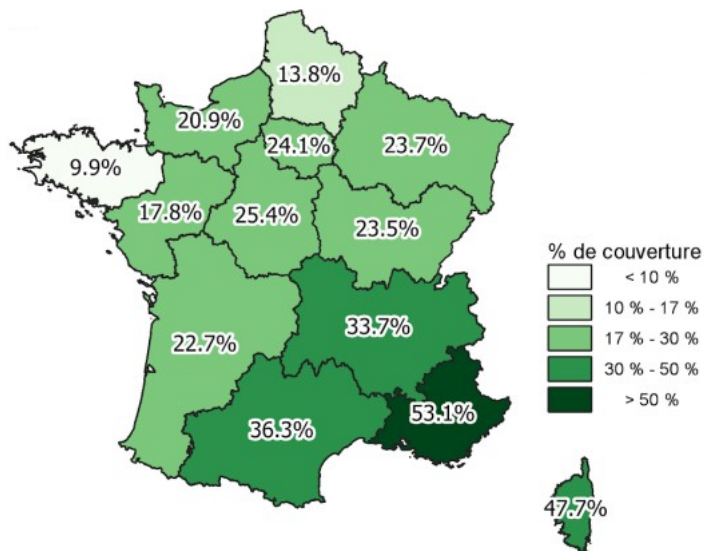 13.8%
20.9%
24.1%
23.7%
9.9%
17.8%
25.4%
23.5%
% de couverture
< 10 %
10 % - 17 %
17 % - 30 %
30 % - 50 %
> 50 %
33.7%
22.7%
53.1%
36.3%
47.7%